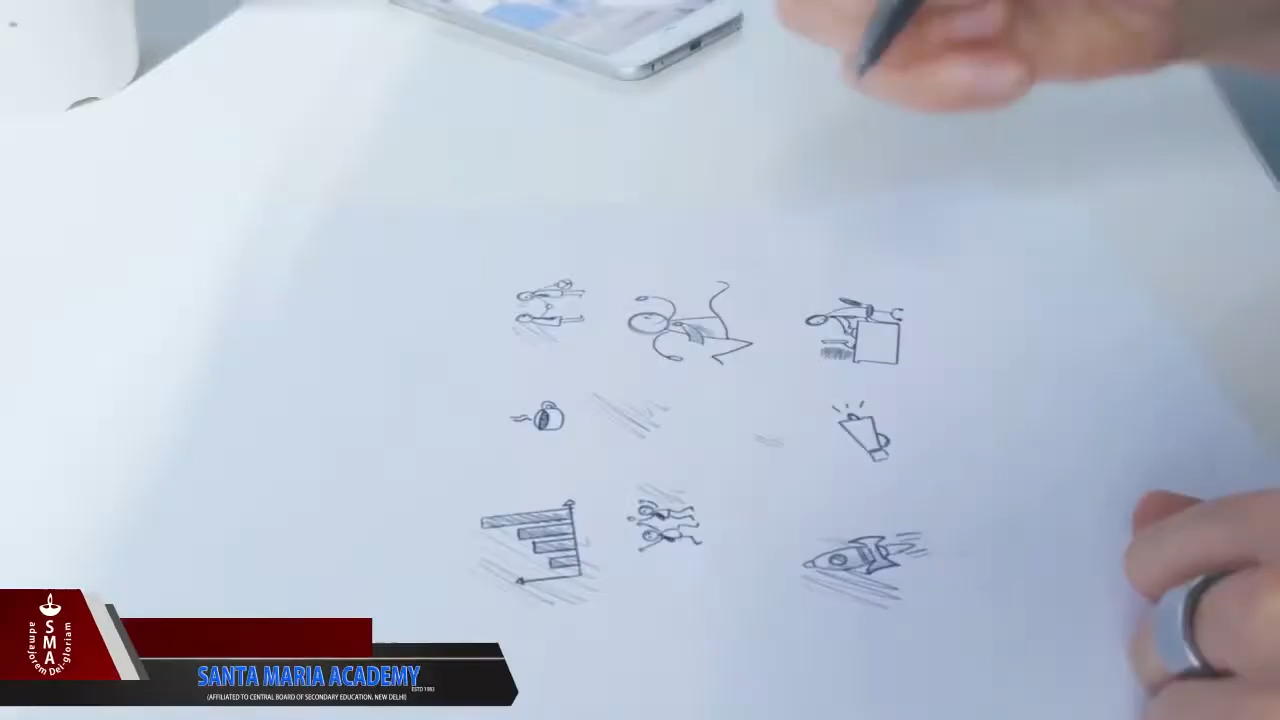 S
M
A
admajorem Dei-gloriam
SANTA MARIA ACADEMY
ESTD 1983
(AFFILIATED TO CENTRAL BOARD OF SECONDARY EDUCATION, NEW DELHI)